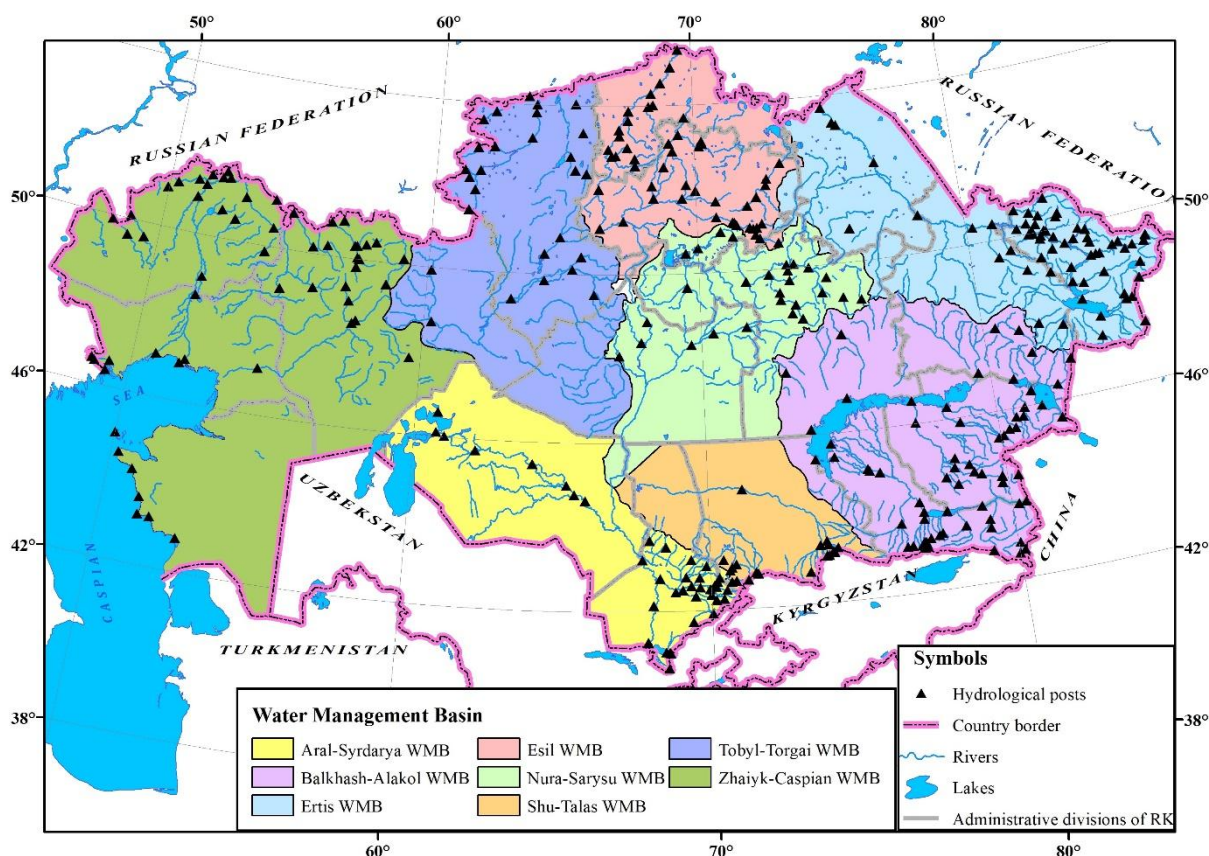 50° 60° 70° 80°
RUSSIAN FEDERATION
RUSSIAN FEDERATION
50° 50°
46° 46°
42° 42°
38° 38°
SEA
CASPIAN
UZBEKSTAN
TURKMENISTAN
KYRGYZSTAN
CHINA
Symbols
Hydrological posts
Country border
Rivers
Lakes
Administrative divisions of RK
Water Management Basin
Aral-Syrdarya WMB
Esil WMB
Tobyl-Torgai WMB
Balkhash-Alakol WMB
Nura-Sarysu WMB
Zhaiyk-Caspian WMB
Ertis WMB
Shu-Talas WMB
60° 70° 80°